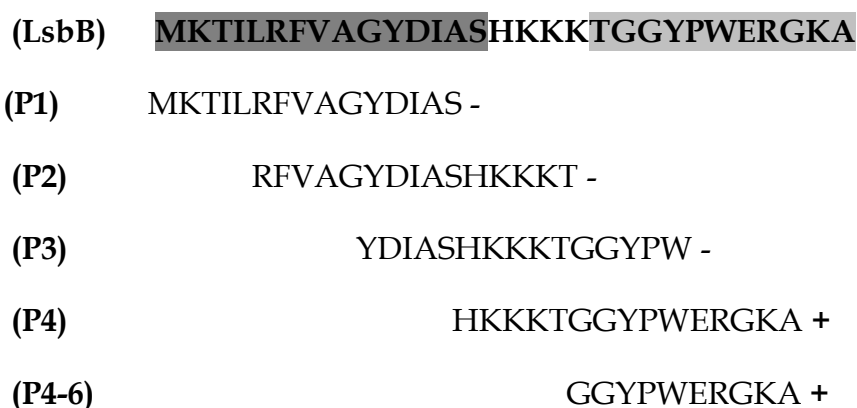 (LsbB) MKTILRFVAGYDIASHKKKTGGYPWERGKA
(P1) MKTILRFVAGYDIAS -
(P2) RFVAGYDIASHKKKT -
(P3) YDIASHKKKTGGYPW -
(P4) HKKKTGGYPWERGKA +
(P4-6) GGYPWERGKA +